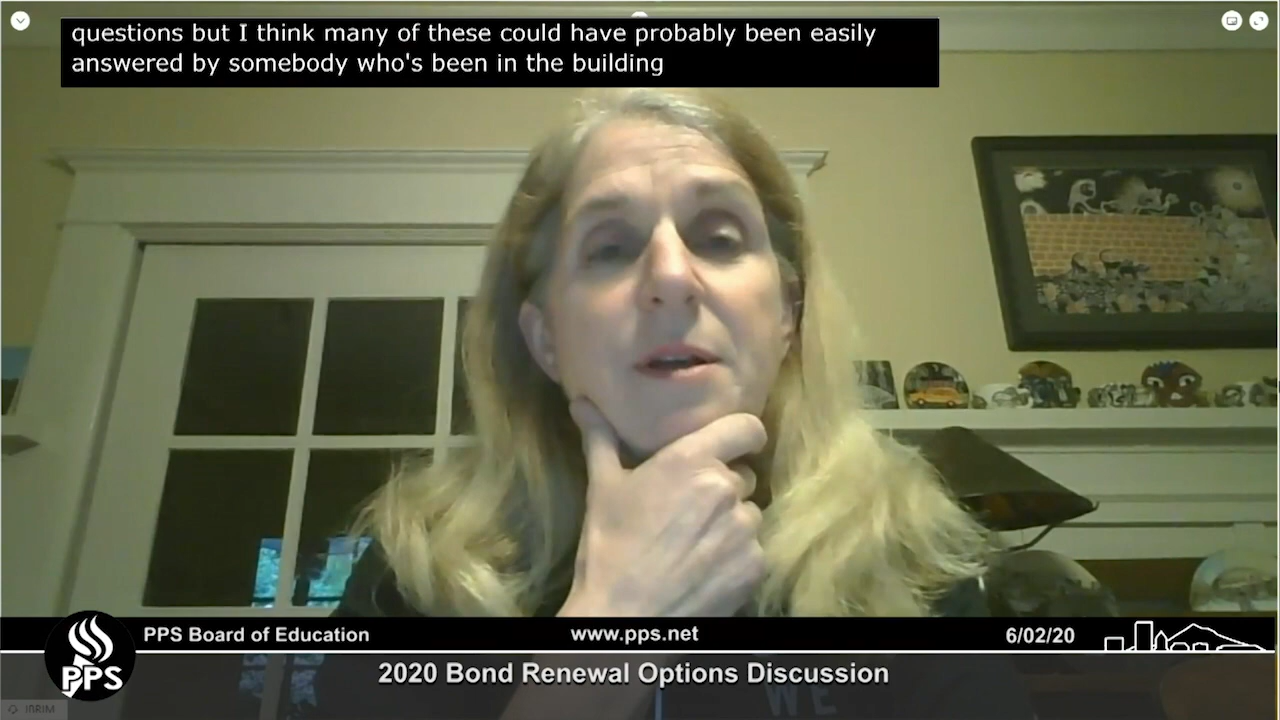 questions but I think many of these could have probably been easily
answered by somebody who's been in the building
PPS Board of Education
www.pps.net
6/02/20
PPS
2020 Bond Renewal Options Discussion
WE